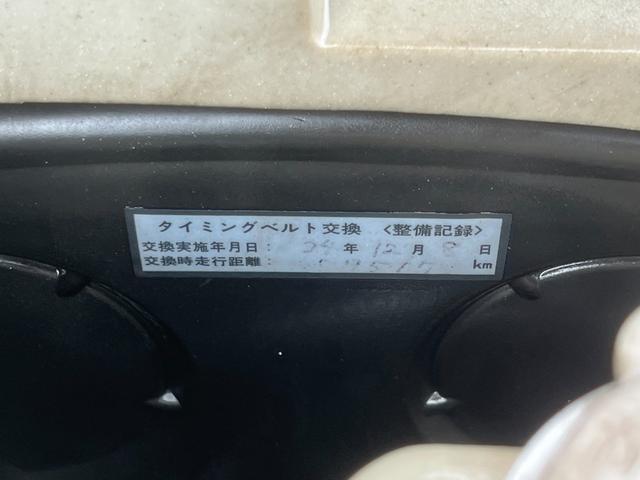 タイミングベルト交換 <整備記録>
交換実施年月日: 24 年 12 月 8 日
交換時走行距離: km